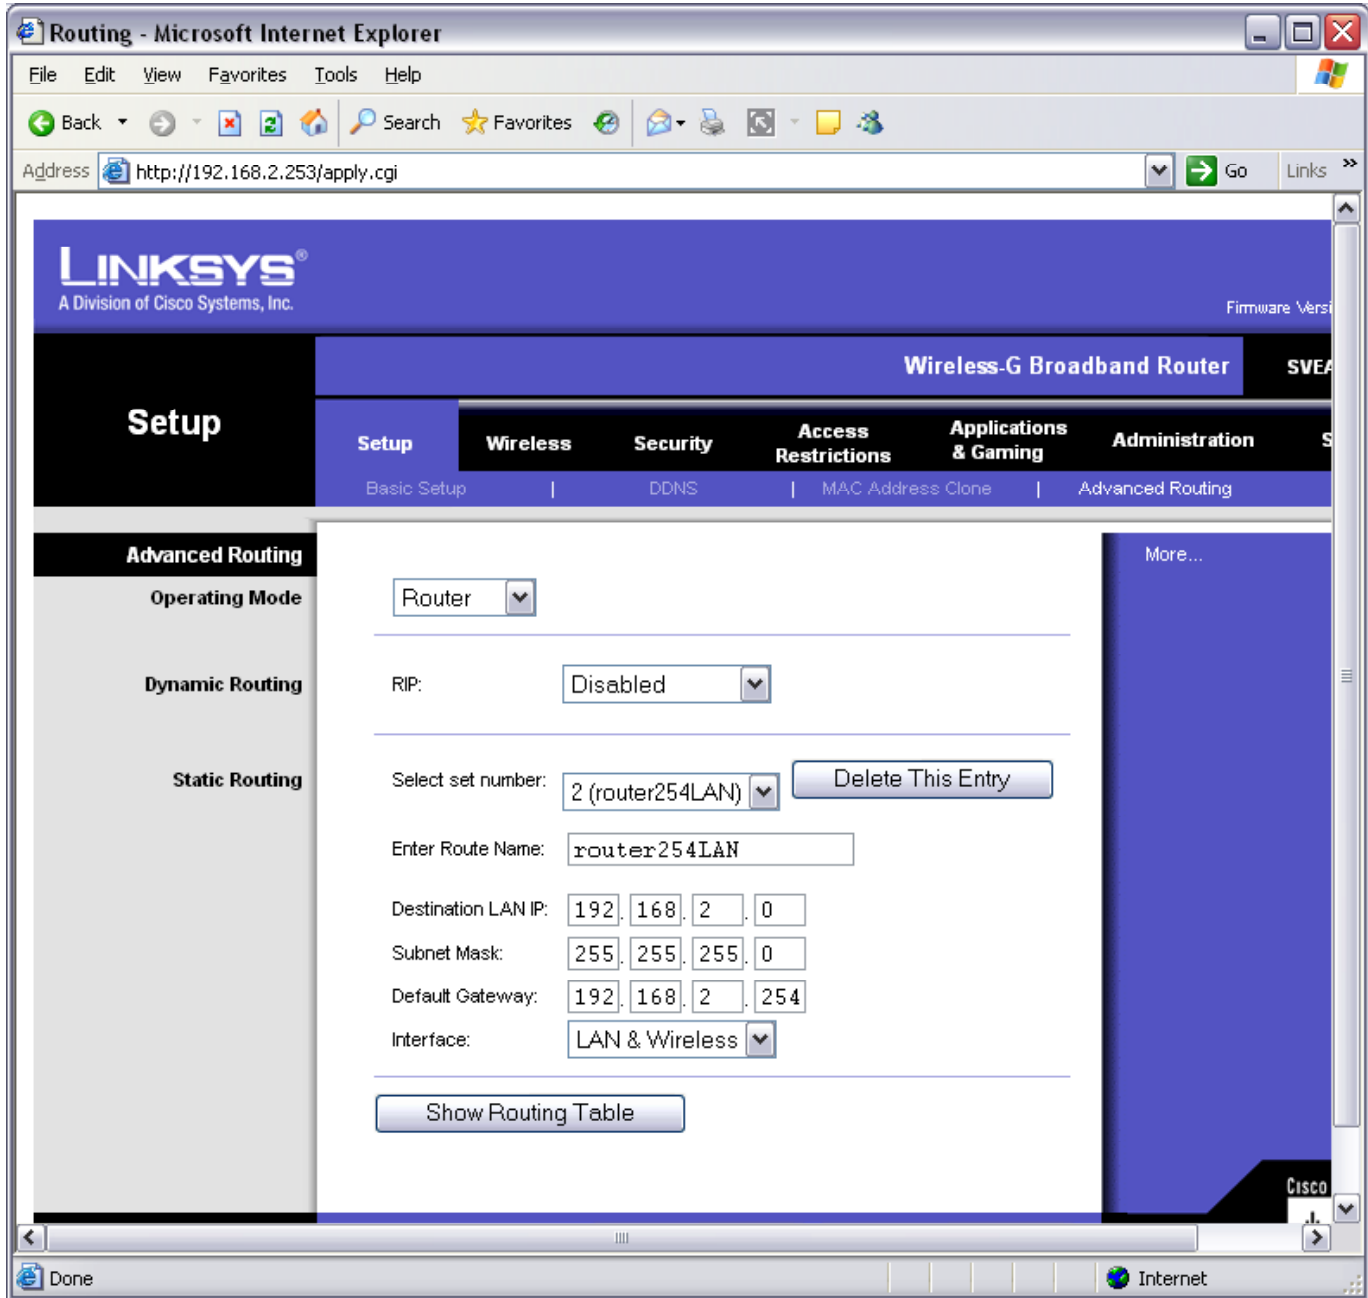 Routing - Microsoft Internet Explorer
File Edit View Favorites Tools Help
Back Search Favorites
Address http://192.168.2.253/apply.cgi Go Links »
LINKSYS®
A Division of Cisco Systems, Inc.
Firmware Versi
Wireless-G Broadband Router SVEA
Setup
Setup Wireless Security Access Restrictions Applications & Gaming Administration S
Basic Setup | DDNS | MAC Address Clone | Advanced Routing
Advanced Routing
More...
Operating Mode Router
Dynamic Routing RIP: Disabled
Static Routing Select set number: 2 (router254LAN) Delete This Entry
Enter Route Name: router254LAN
Destination LAN IP: 192. 168. 2 . 0
Subnet Mask: 255. 255. 255. 0
Default Gateway: 192. 168. 2 . 254
Interface: LAN & Wireless
Show Routing Table
CISCO
Done Internet